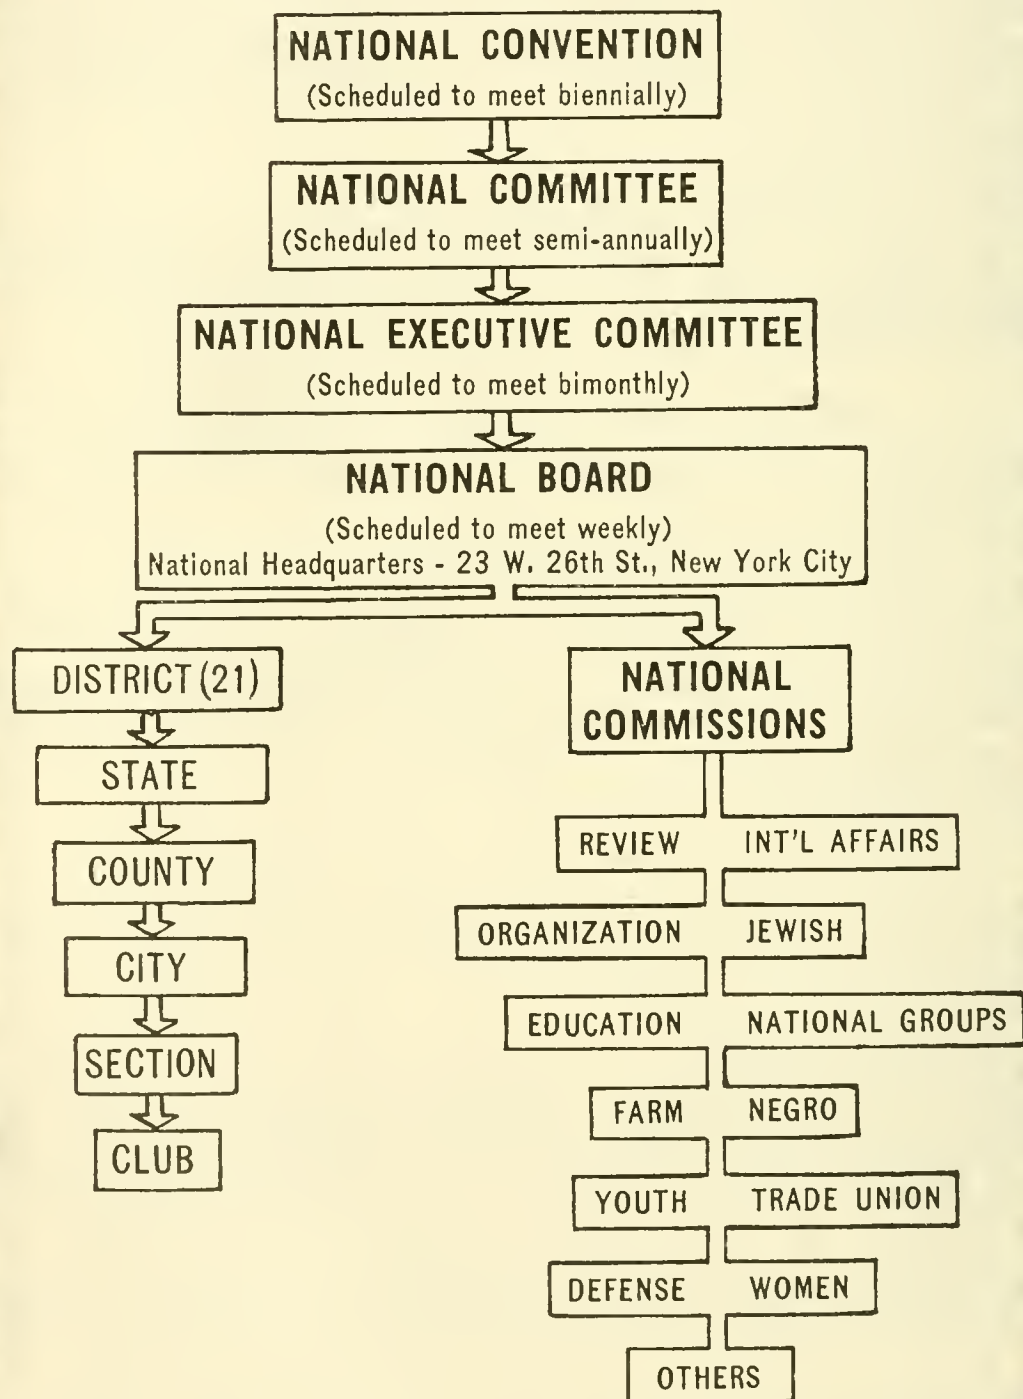 NATIONAL CONVENTION
(Scheduled to meet biennially)
NATIONAL COMMITTEE
(Scheduled to meet semi-annually)
NATIONAL EXECUTIVE COMMITTEE
(Scheduled to meet bimonthly)
NATIONAL BOARD
(Scheduled to meet weekly)
National Headquarters - 23 W. 26th St., New York City
DISTRICT (21)
STATE
COUNTY
CITY
SECTION
CLUB
NATIONAL
COMMISSIONS
REVIEW INT'L AFFAIRS
ORGANIZATION JEWISH
EDUCATION NATIONAL GROUPS
FARM NEGRO
YOUTH TRADE UNION
DEFENSE WOMEN
OTHERS